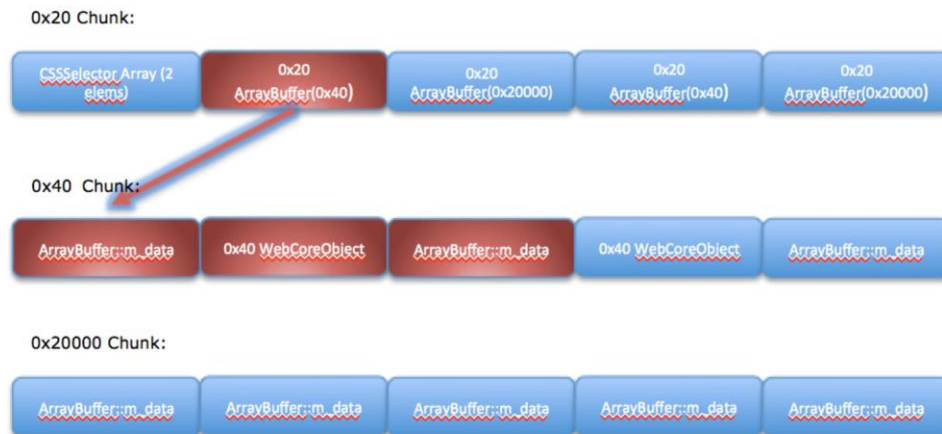 0x20 Chunk:
CSSSelector Array (2
elems)
0x20
ArrayBuffer(0x40)
0x20
ArrayBuffer(0x20000)
0x20
ArrayBuffer(0x40)
0x20
ArrayBuffer(0x20000)
0x40 Chunk:
ArrayBuffer::m_data
0x40 WebCoreObject
ArrayBuffer::m_data
0x40 WebCoreObject
ArrayBuffer::m_data
0x20000 Chunk:
ArrayBuffer::m_data
ArrayBuffer::m_data
ArrayBuffer::m_data
ArrayBuffer::m_data
ArrayBuffer::m_data